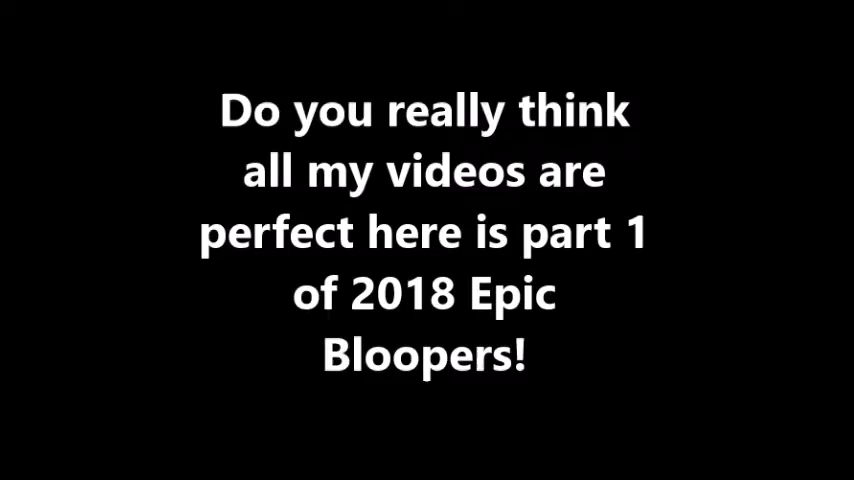 Do you really think
all my videos are
perfect here is part 1
of 2018 Epic
Bloopers!